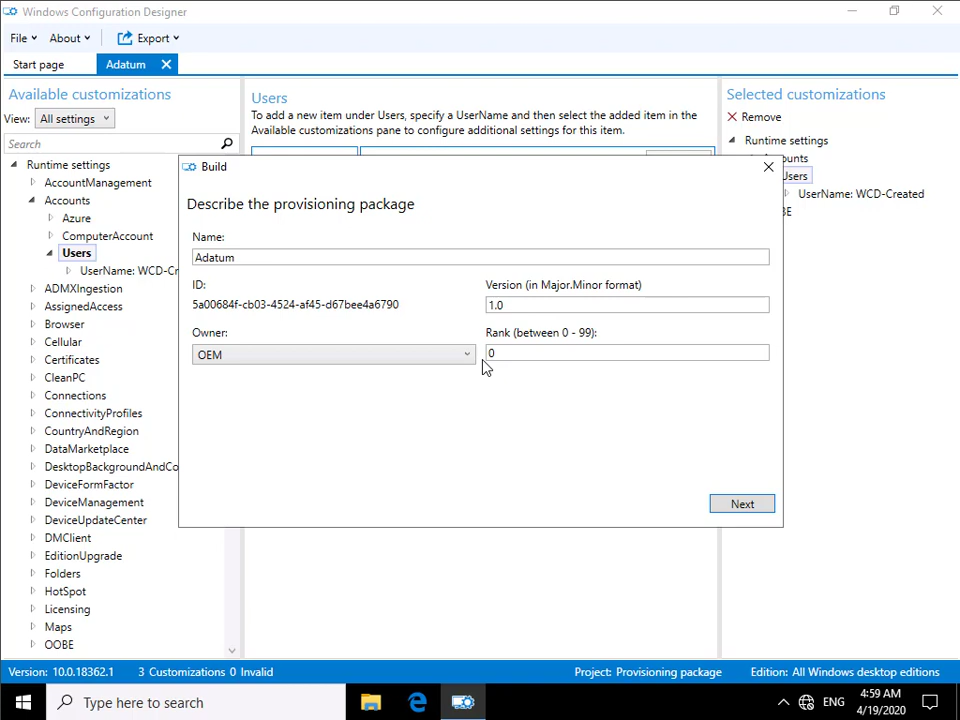 Windows Configuration Designer
File
About
Export
Start page
Adatum
Available customizations
View:
All settings
Search
Runtime settings
AccountManagement
Accounts
Azure
ComputerAccount
Users
UserName: WCD-Cr
ADMXIngestion
AssignedAccess
Browser
Cellular
Certificates
CleanPC
Connections
ConnectivityProfiles
CountryAndRegion
DataMarketplace
DesktopBackgroundAndCo
DeviceFormFactor
DeviceManagement
DeviceUpdateCenter
DMClient
EditionUpgrade
Folders
HotSpot
Licensing
Maps
OOBE
Users
To add a new item under Users, specify a UserName and then select the added item in the
Available customizations pane to configure additional settings for this item.
Build
Describe the provisioning package
Name:
Adatum
ID:
5a00684f-cb03-4524-af45-d67bee4a6790
Version (in Major.Minor format)
1.0
Owner:
OEM
Rank (between 0 - 99):
0
Next
Selected customizations
Remove
Runtime settings
ounts
Users
UserName: WCD-Created
BE
Version: 10.0.18362.1
3 Customizations 0 Invalid
Project: Provisioning package
Edition: All Windows desktop editions
Type here to search
ENG
4:59 AM
4/19/2020